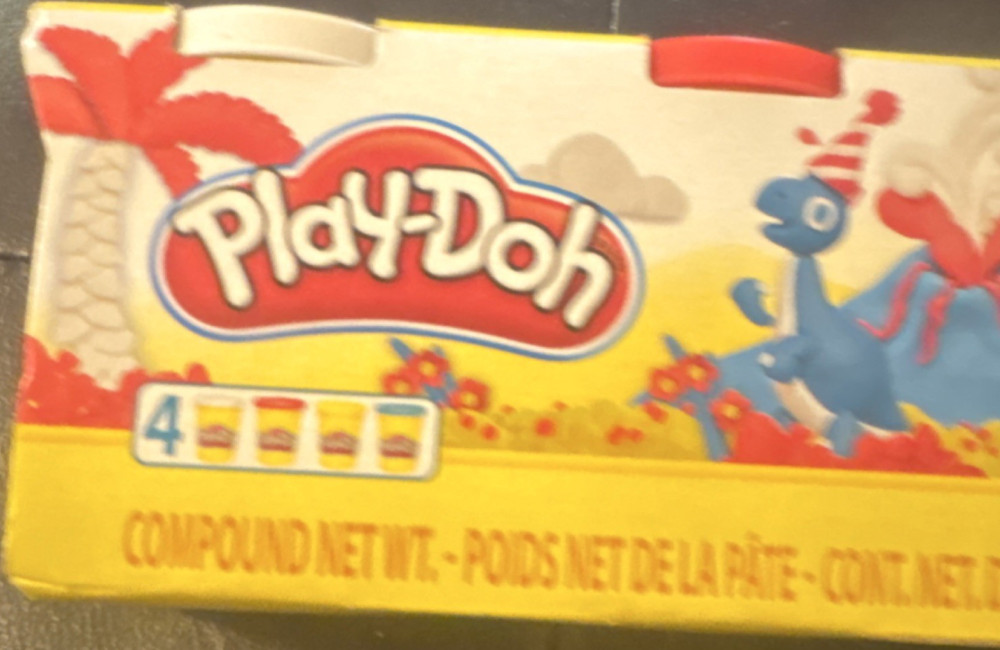 Play-Doh
4
COMPOUND NET WT. - POIDS NET DE LA PÂTE - CONT. NET.